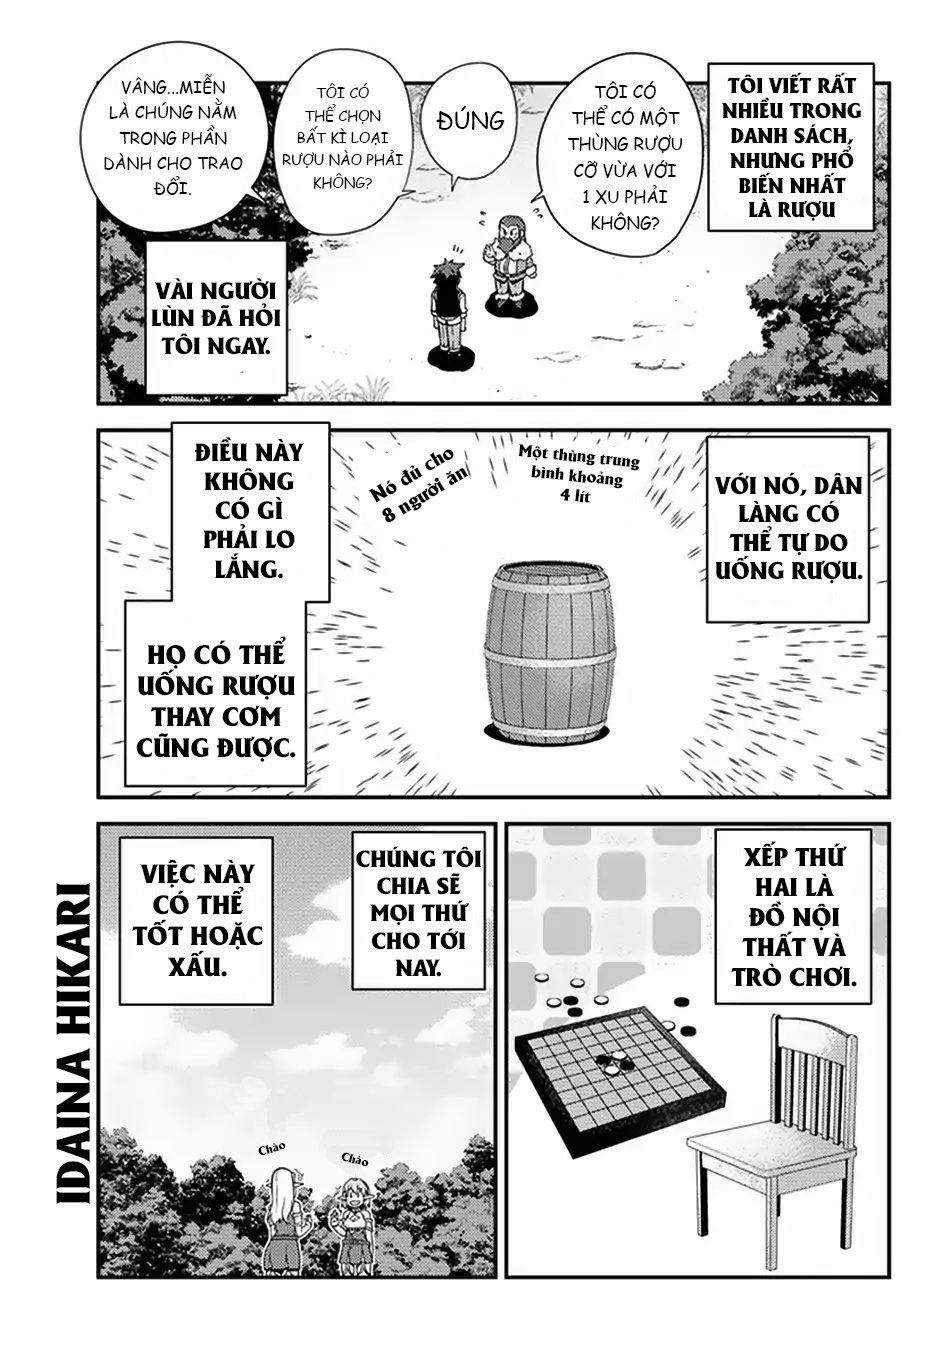 TÔI VIẾT RẤT
NHIỀU TRONG
DANH SÁCH,
NHƯNG PHỔ
BIẾN NHẤT
LÀ RƯỢU
TÔI CÓ
THỂ CÓ MỘT
THÙNG RƯỢU
CỠ VỪA VỚI
1 XU PHẢI
KHÔNG?
ĐÚNG
TÔI CÓ
THỂ CHỌN
BẤT KÌ LOẠI
RƯỢU NÀO PHẢI
KHÔNG?
VÂNG...MIỄN
LÀ CHÚNG NẰM
TRONG PHẦN
DÀNH CHO TRAO
ĐỔI.
VÀI NGƯỜI
LÙN ĐÃ HỎI
TÔI NGAY.
VỚI NÓ, DÂN
LÀNG CÓ
THỂ TỰ DO
UỐNG RƯỢU.
Một thùng trung
bình khoảng
4 lít
Nó đủ cho
8 người ăn
ĐIỀU NÀY
KHÔNG
CÓ GÌ
PHẢI LO
LẮNG.
HỌ CÓ THỂ
UỐNG RƯỢU
THAY CƠM
CŨNG ĐƯỢC.
XẾP THỨ
HAI LÀ
ĐỒ NỘI
THẤT VÀ
TRÒ CHƠI.
CHÚNG TÔI
CHIA SẼ
MỌI THỨ
CHO TỚI
NAY.
VIỆC NÀY
CÓ THỂ
TỐT HOẶC
XẤU.
Chào
Chào
IDAINA HIKARI